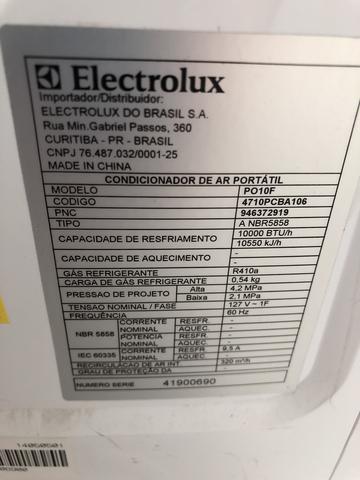 Electrolux
Importador/Distribuidor:
ELECTROLUX DO BRASIL S.A.
Rua Min.Gabriel Passos, 360
CURITIBA - PR - BRASIL
CNPJ 76.487.032/0001-25
MADE IN CHINA
CONDICIONADOR DE AR PORTÁTIL
MODELO PO10F
CODIGO 4710PCBA106
PNC 946372919
TIPO A NBR5858
CAPACIDADE DE RESFRIAMENTO 10000 BTU/h
10550 kJ/h
CAPACIDADE DE AQUECIMENTO -
-
GÁS REFRIGERANTE R410a
CARGA DE GÁS REFRIGERANTE 0,54 kg
PRESSAO DE PROJETO Alta 4,2 MPa
Baixa 2,1 MPa
TENSAO NOMINAL / FASE 127 V ~ 1F
FREQUÊNCIA 60 Hz
NBR 5858 CORRENTE NOMINAL RESFR. -
AQUEC -
POTENCIA NOMINAL RESFR. -
AQUEC -
IEC 60335 CORRENTE NOMINAL RESFR. 9,5 A
AQUEC. -
RECIRCULACAO DE AR INT 320 m³/h
GRAU DE PROTEÇÃO DA -
NUMERO SERIE 41900690